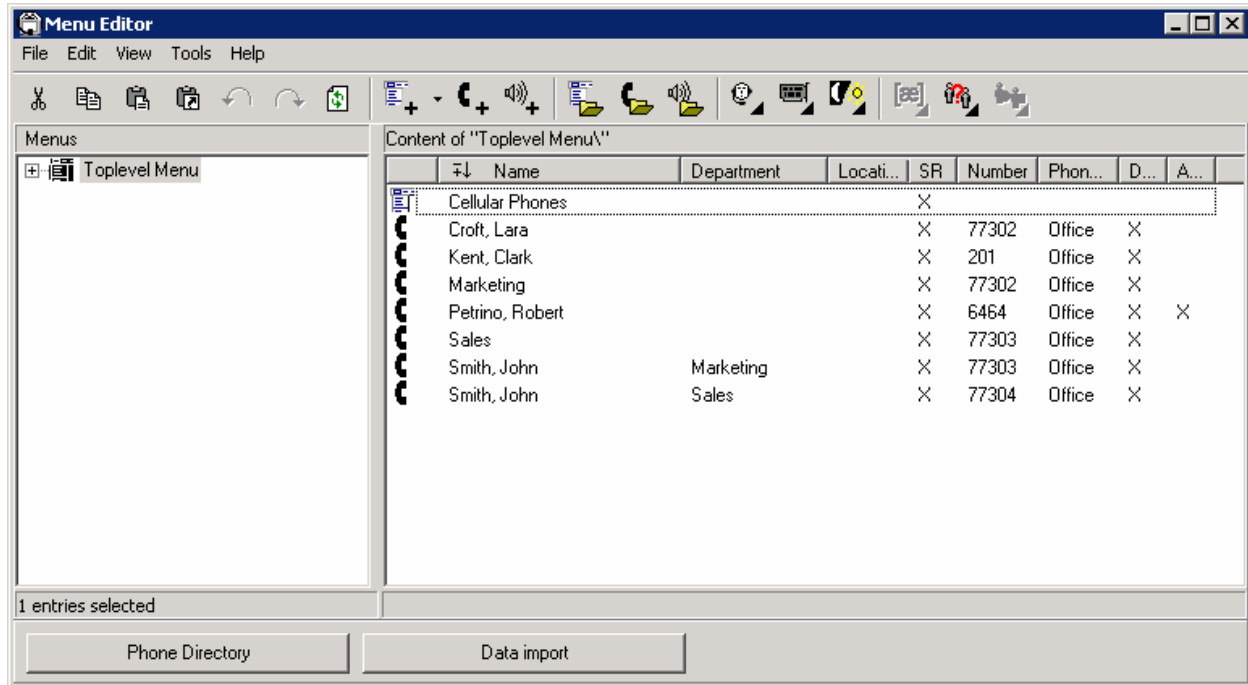 Menu Editor
File Edit View Tools Help
[æ]
Menus
Content of "Toplevel Menu\"
Toplevel Menu
Name Department Locati... SR Number Phon... D... A...
Cellular Phones X
Croft, Lara X 77302 Office X
Kent, Clark X 201 Office X
Marketing X 77302 Office X
Petrino, Robert X 6464 Office X X
Sales X 77303 Office X
Smith, John Marketing X 77303 Office X
Smith, John Sales X 77304 Office X
1 entries selected
Phone Directory Data import